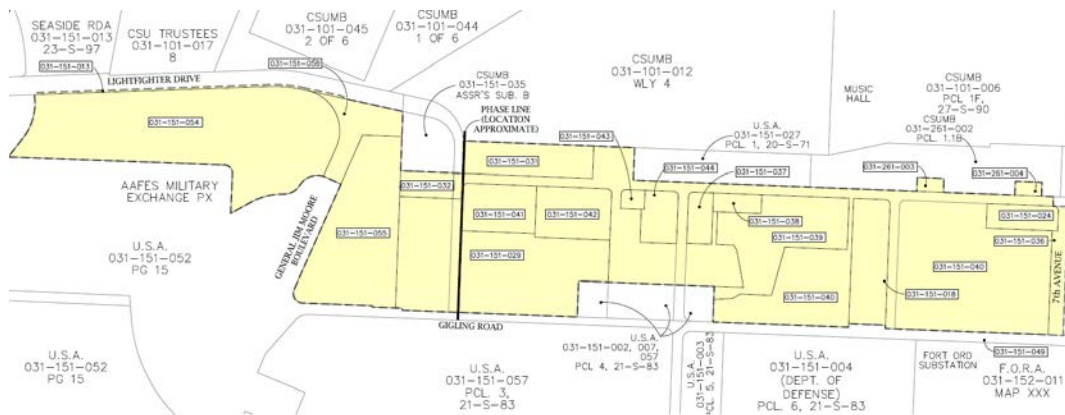 SEASIDE RDA
031-151-013
23-S-97
CSU TRUSTEES
031-101-017
8
CSUMB
031-101-045
2 OF 6
CSUMB
031-101-044
1 OF 6
031-151-013
LIGHTFIGHTER DRIVE
031-151-056
CSUMB
031-151-035
ASSR'S SUB. B
PHASE LINE
(LOCATION
APPROXIMATE)
CSUMB
031-101-012
WLY 4
MUSIC
HALL
CSUMB
031-101-006
PCL 1F,
27-S-90
CSUMB
031-261-002
PCL. 1.1B
031-151-054
031-151-043
U.S.A.
031-151-027
PCL 1, 20-S-71
031-151-031
031-151-044
031-151-037
031-261-003
031-261-004
AAFES MILITARY
EXCHANGE PX
031-151-032
031-151-041
031-151-042
031-151-038
031-151-039
031-151-024
031-151-036
GENERAL JIM MOORE
BOULEVARD
031-151-055
031-151-029
U.S.A.
031-151-052
PG 15
031-151-040
031-151-018
031-151-040
7th AVENUE
GIGLING ROAD
U.S.A.
031-151-002, 007,
057
PCL 4, 21-S-83
031-151-049
U.S.A.
031-151-052
PG 15
U.S.A.
031-151-057
PCL. 3,
21-S-83
U.S.A.
031-151-003
PCL 5, 21-S-83
U.S.A.
031-151-004
(DEPT. OF
DEFENSE)
PCL. 6, 21-S-83
FORT ORD
SUBSTATION
F.O.R.A.
031-152-011
MAP XXX